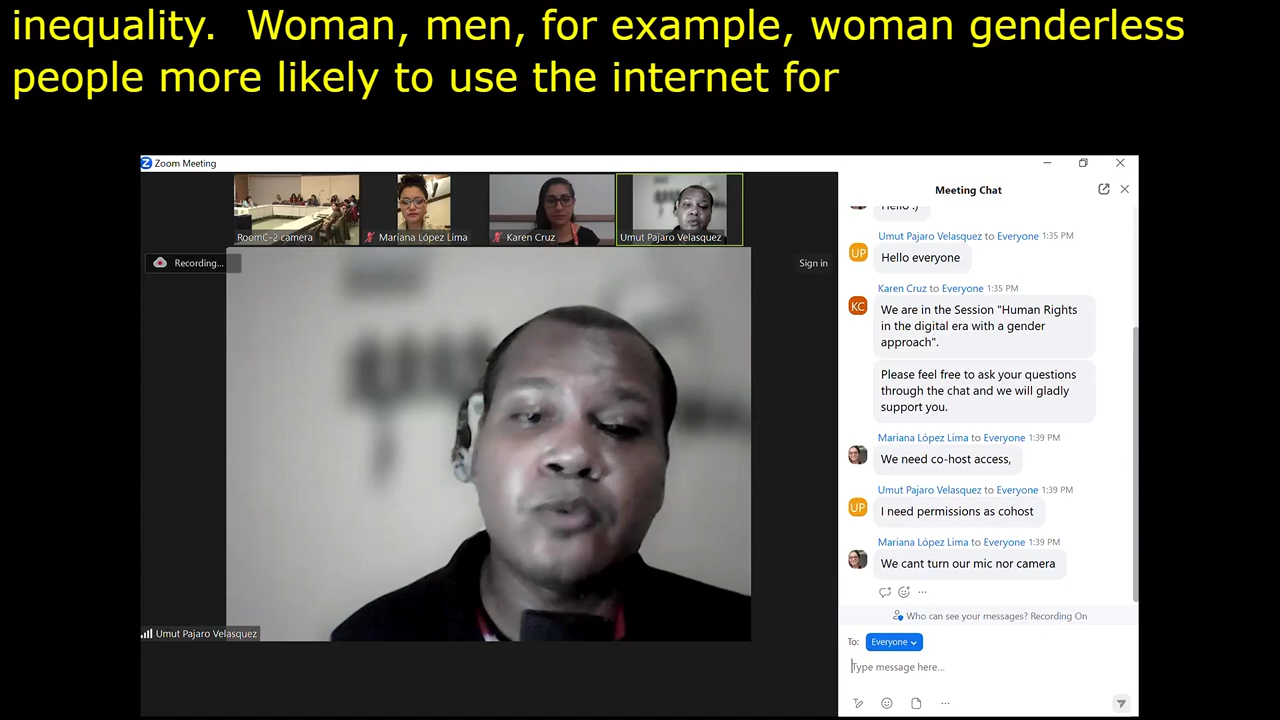 inequality.  Woman, men, for example, woman genderless
people more likely to use the internet for
Zoom Meeting
RoomC-2 camera
Mariana López Lima
Karen Cruz
Umut Pajaro Velasquez
Recording...
Sign in
Umut Pajaro Velasquez
Meeting Chat
Hello :)
Umut Pajaro Velasquez to Everyone 1:35 PM
UP
Hello everyone
Karen Cruz to Everyone 1:35 PM
KC
We are in the Session "Human Rights
in the digital era with a gender
approach".
Please feel free to ask your questions
through the chat and we will gladly
support you.
Mariana López Lima to Everyone 1:39 PM
We need co-host access,
Umut Pajaro Velasquez to Everyone 1:39 PM
UP
I need permissions as cohost
Mariana López Lima to Everyone 1:39 PM
We cant turn our mic nor camera
Who can see your messages? Recording On
To: Everyone
Type message here...